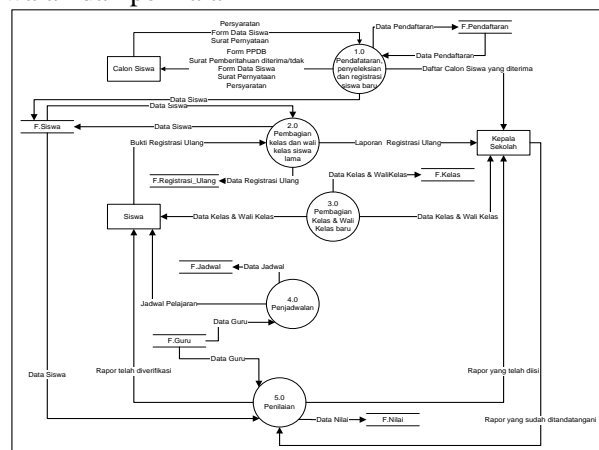 Persyaratan
Form Data Siswa
Surat Pernyataan
Data Pendaftaran
F.Pendaftaran
Form PPDB
Surat Pemberitahuan diterima/tdak
Form Data Siswa
Surat Pernyataan
Persyaratan
Calon Siswa
1.0
Pendafataran,
penyeleksian
dan registrasi
siswa baru
Data Pendaftaran
Daftar Calon Siswa yang diterima
Data Siswa
Data Siswa
F.Siswa
Data Siswa
2.0
Pembagian
kelas dan wali
kelas siswa
lama
Bukti Registrasi Ulang
Laporan Registrasi Ulang
Kepala
Sekolah
F.Registrasi_Ulang
Data Registrasi Ulang
Data Kelas & WaliKelas
F.Kelas
Siswa
Data Kelas & Wali Kelas
3.0
Pembagian
Kelas & Wali
Kelas baru
Data Kelas & Wali Kelas
F.Jadwal
Data Jadwal
Jadwal Pelajaran
4.0
Penjadwalan
F.Guru
Data Guru
Data Guru
Data Siswa
Rapor telah diverifikasi
Rapor yang telah diisi
5.0
Penilaian
Data Nilai
F.Nilai
Rapor yang sudah ditandatangani